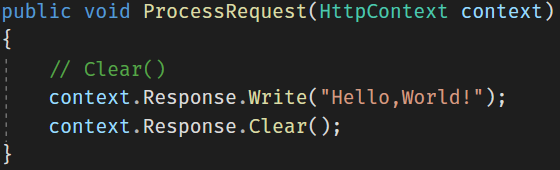 public void ProcessRequest(HttpContext context)
{
// Clear()
context.Response.Write("Hello,World!");
context.Response.Clear();
}